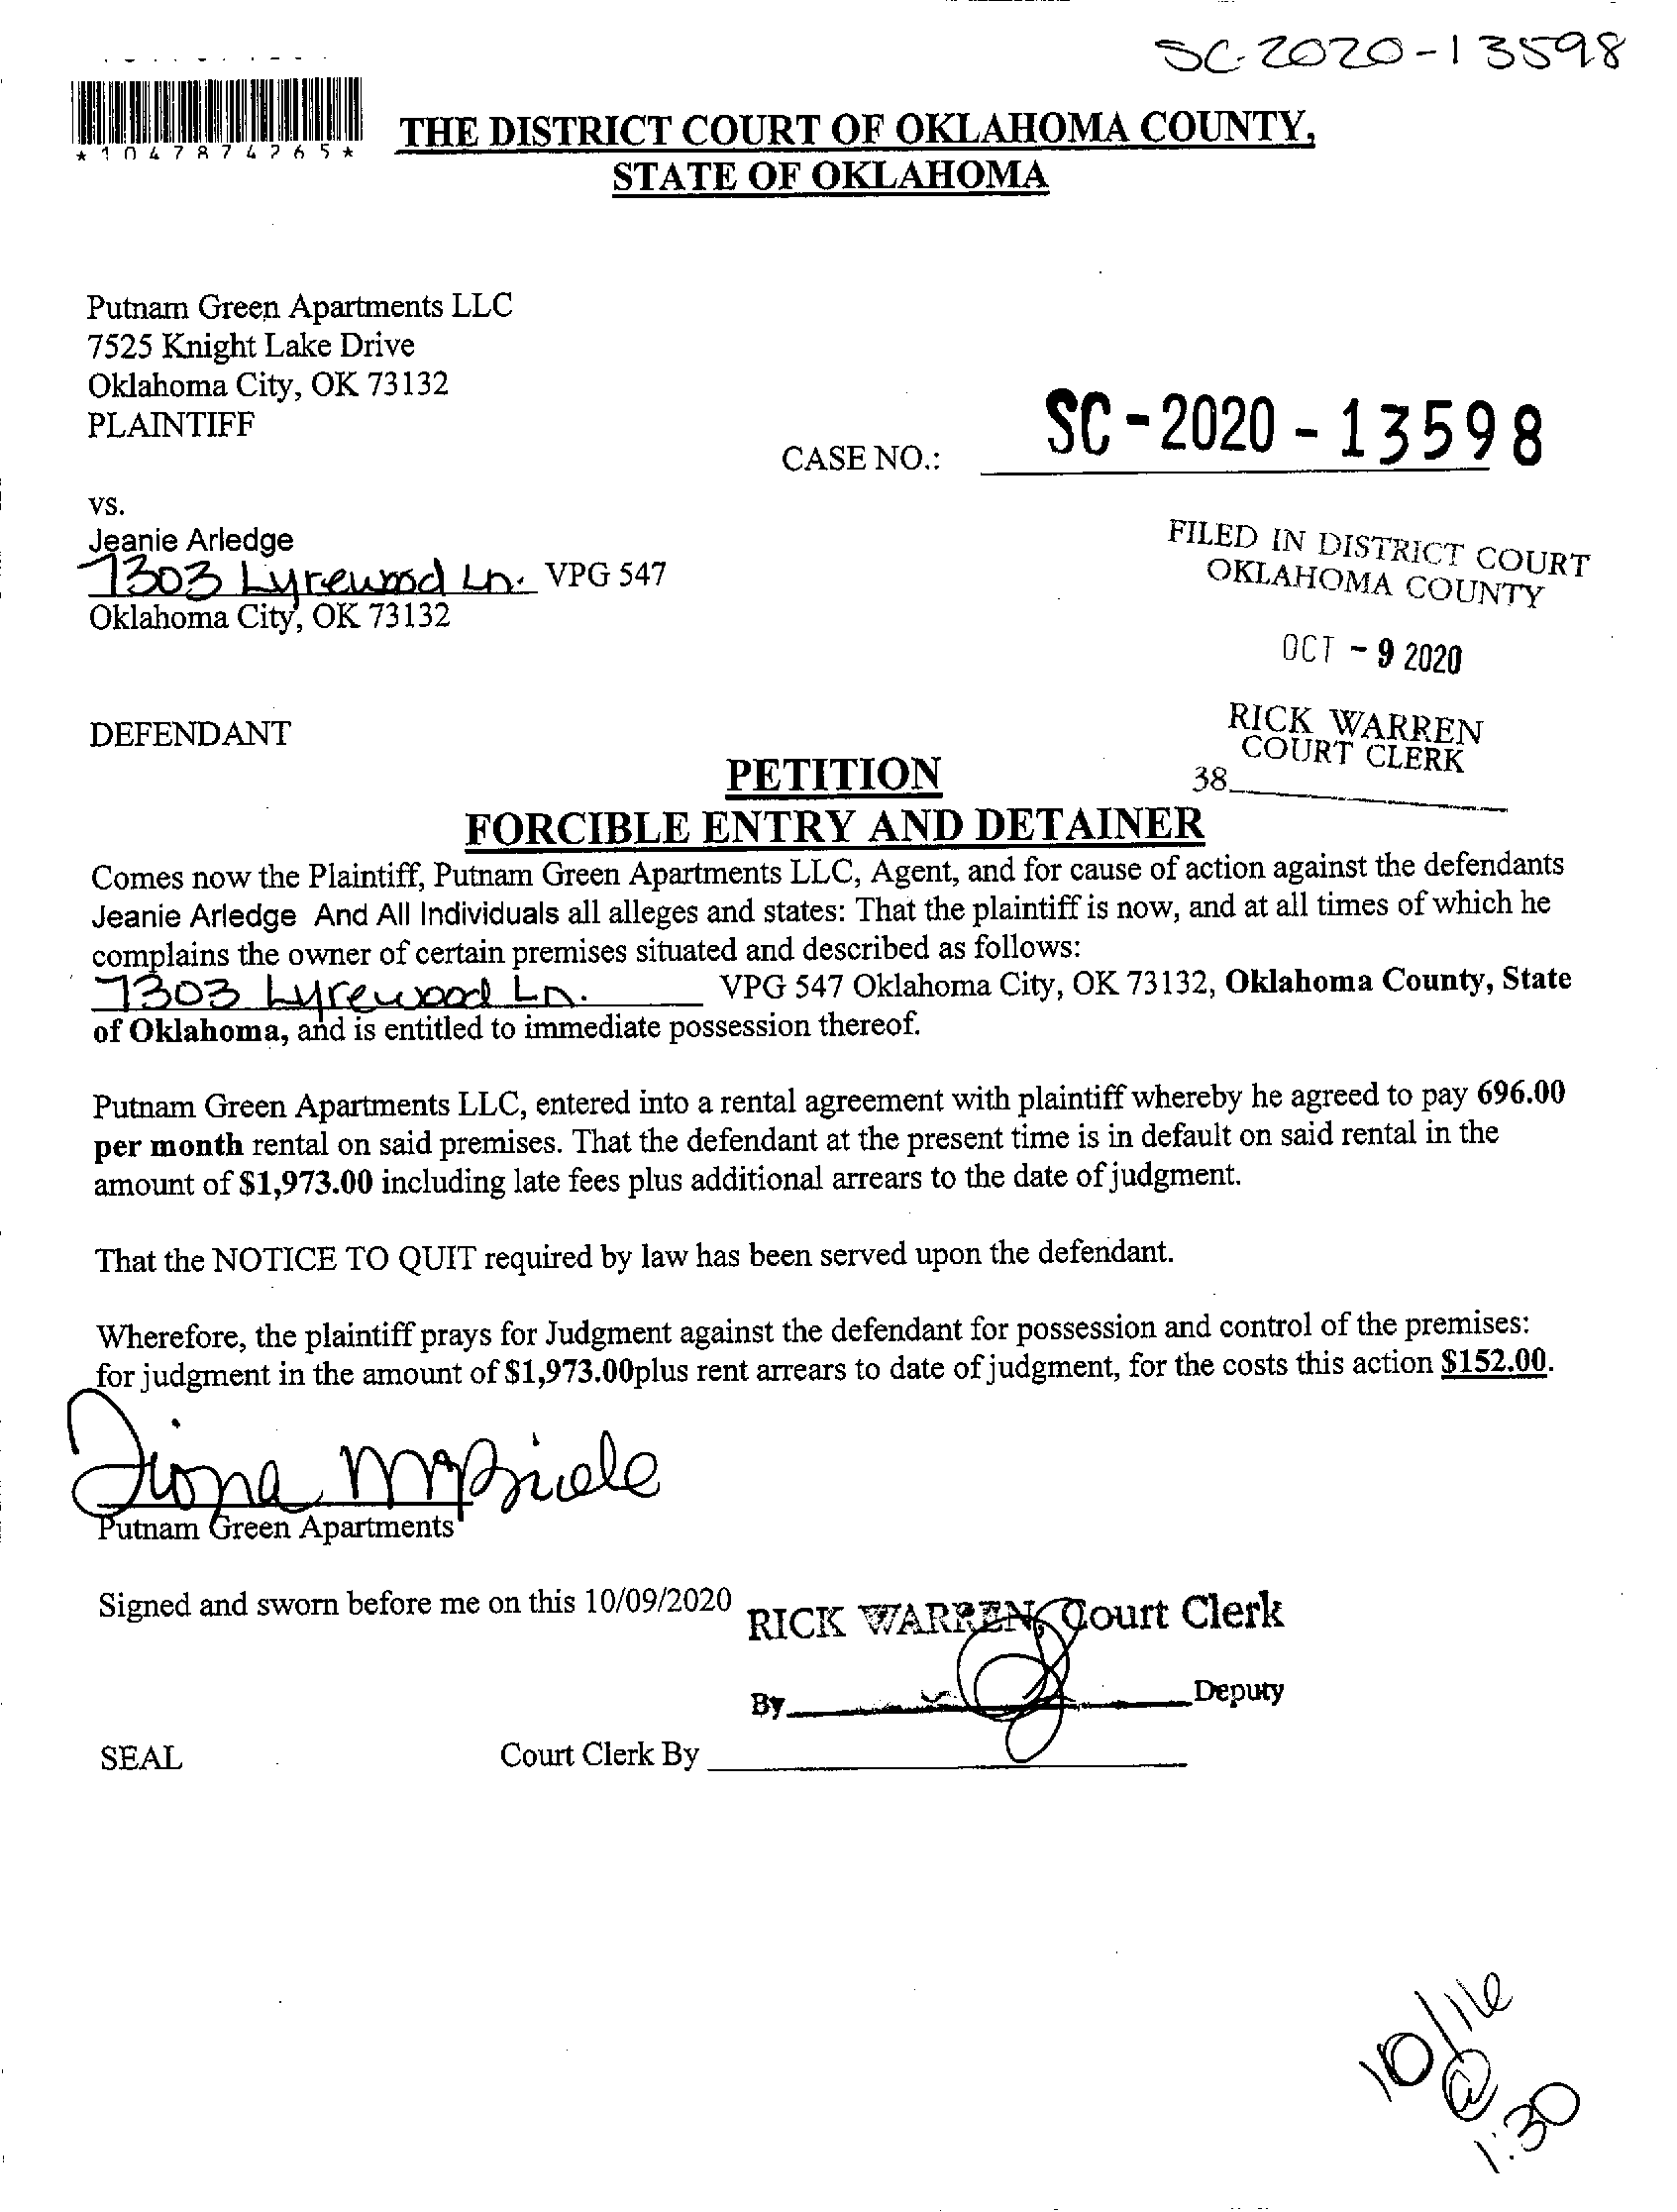 SC-2020-13598
*1047874265*
THE DISTRICT COURT OF OKLAHOMA COUNTY,
STATE OF OKLAHOMA
Putnam Green Apartments LLC
7525 Knight Lake Drive
Oklahoma City, OK 73132
PLAINTIFF
CASE NO.: SC-2020-13598
vs.
Jeanie Arledge
7303 Lyrewood Ln. VPG 547
Oklahoma City, OK 73132
FILED IN DISTRICT COURT
OKLAHOMA COUNTY
OCT - 9 2020
RICK WARREN
COURT CLERK
38
DEFENDANT
PETITION
FORCIBLE ENTRY AND DETAINER
Comes now the Plaintiff, Putnam Green Apartments LLC, Agent, and for cause of action against the defendants
Jeanie Arledge And All Individuals all alleges and states: That the plaintiff is now, and at all times of which he
complains the owner of certain premises situated and described as follows:
7303 Lyrewood Ln. VPG 547 Oklahoma City, OK 73132, Oklahoma County, State
of Oklahoma, and is entitled to immediate possession thereof.
Putnam Green Apartments LLC, entered into a rental agreement with plaintiff whereby he agreed to pay 696.00
per month rental on said premises. That the defendant at the present time is in default on said rental in the
amount of $1,973.00 including late fees plus additional arrears to the date of judgment.
That the NOTICE TO QUIT required by law has been served upon the defendant.
Wherefore, the plaintiff prays for Judgment against the defendant for possession and control of the premises:
for judgment in the amount of $1,973.00plus rent arrears to date of judgment, for the costs this action $152.00.
Putnam Green Apartments
Signed and sworn before me on this 10/09/2020
RICK WARREN, Court Clerk
By Deputy
SEAL Court Clerk By
10/16
@
1:30